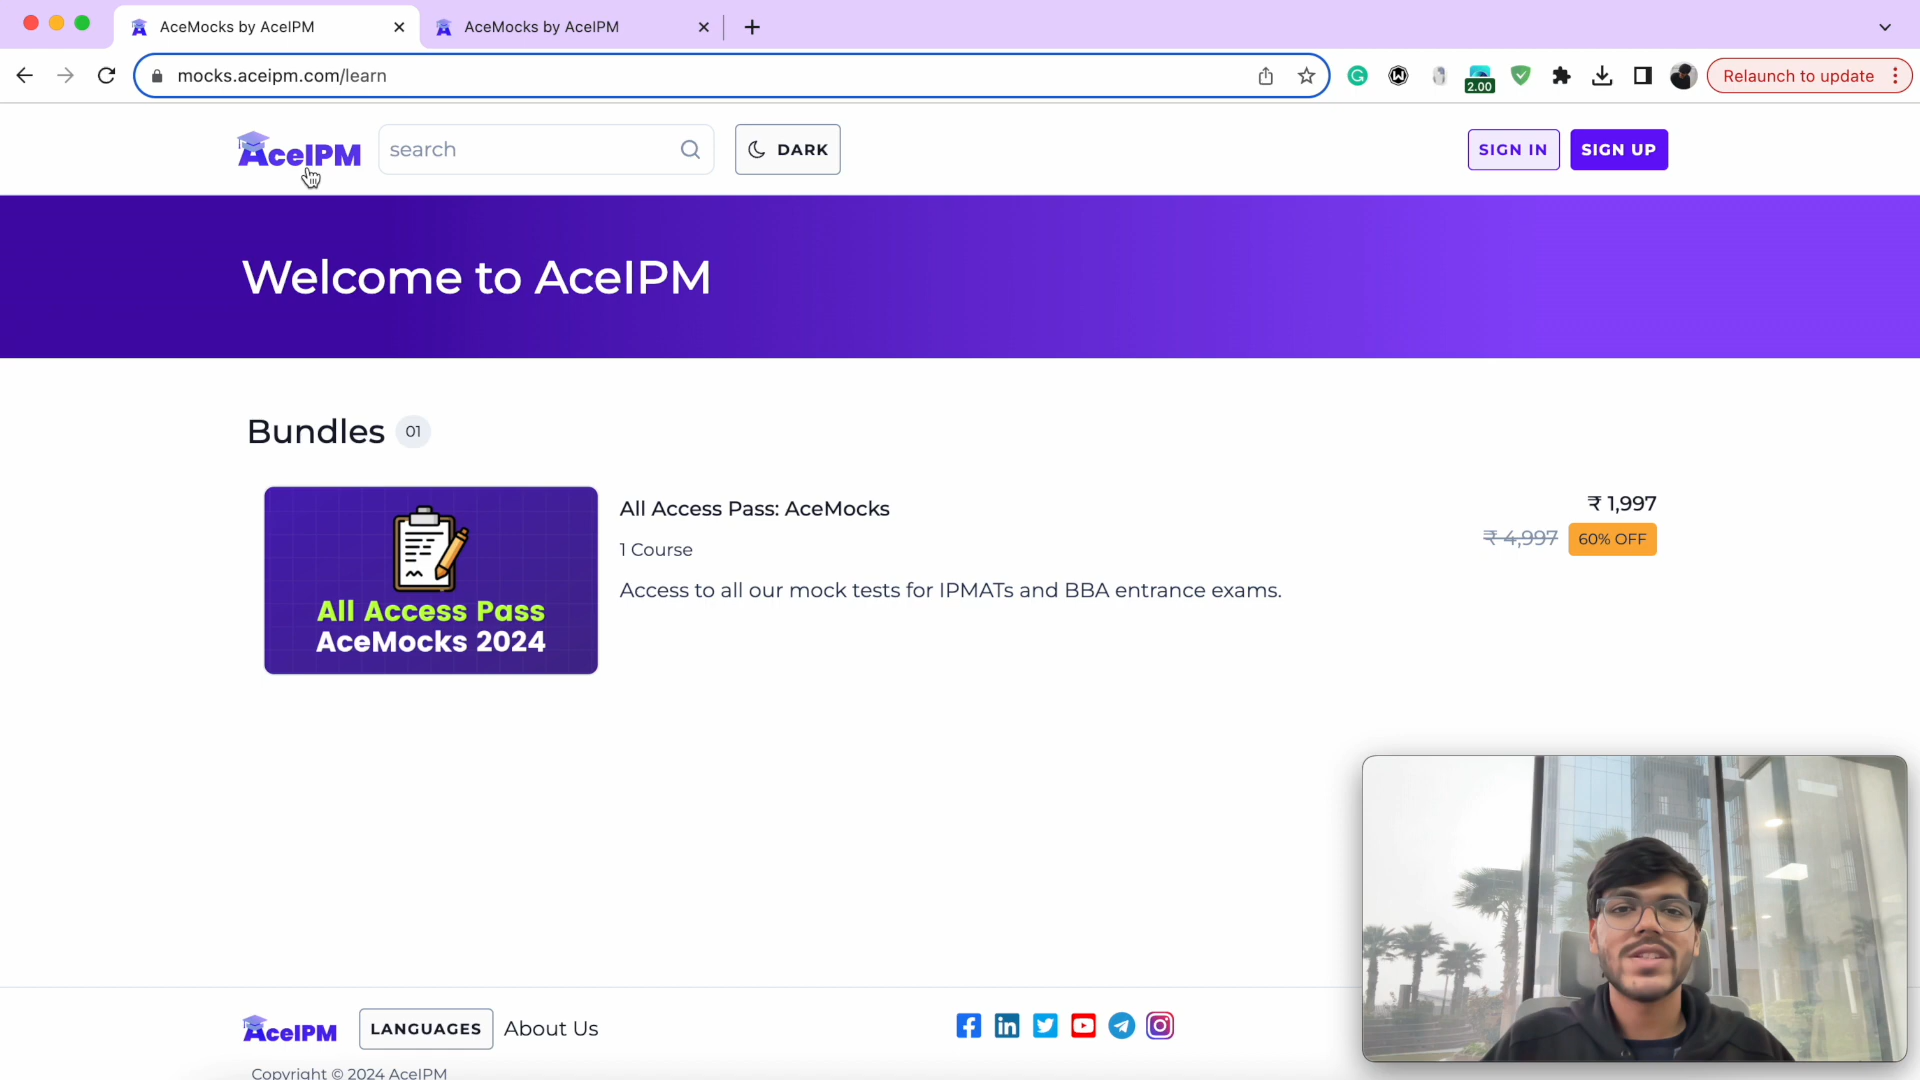 AceMocks by AceIPM
AceMocks by AceIPM
mocks.aceipm.com/learn
2.00
Relaunch to update
AceIPM
search
DARK
SIGN IN
SIGN UP
Welcome to AceIPM
Bundles 01
All Access Pass
AceMocks 2024
All Access Pass: AceMocks
1 Course
Access to all our mock tests for IPMATs and BBA entrance exams.
₹ 1,997
₹ 4,997 60% OFF
AceIPM
LANGUAGES
About Us
Copyright © 2024 AceIPM